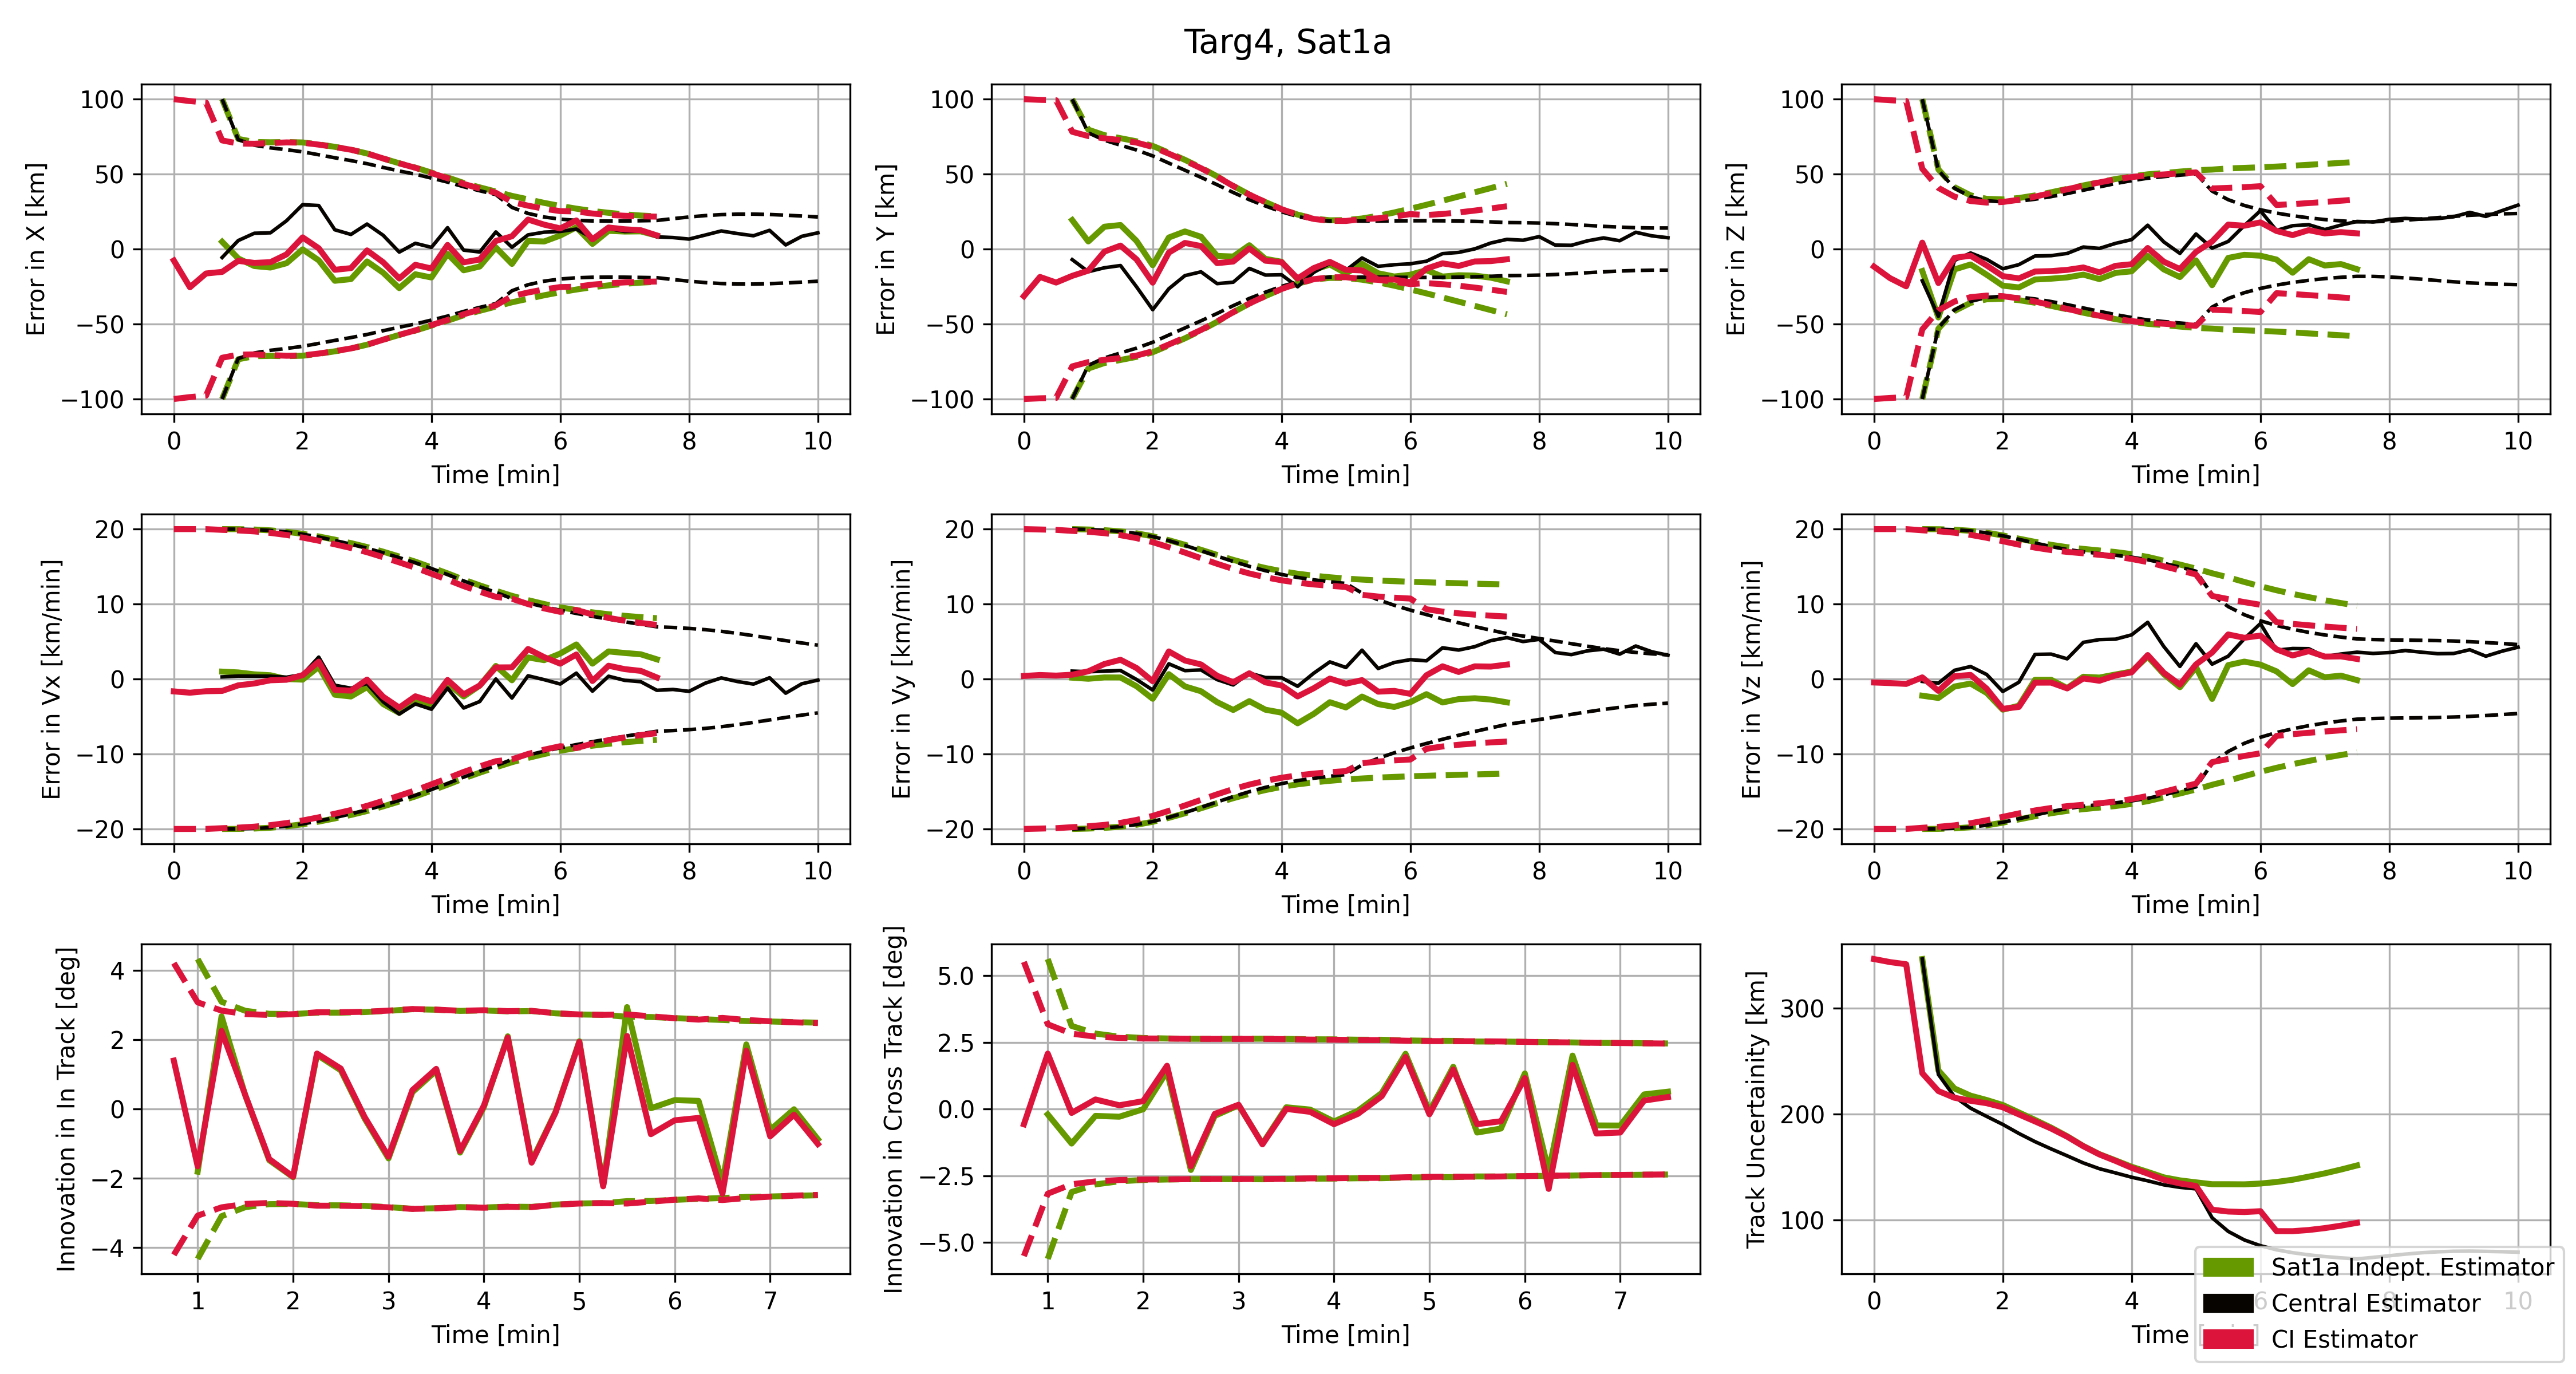 Targ4, Sat1a
Error in X [km]
100
50
0
−50
−100
0 2 4 6 8 10
Time [min]
Error in Y [km]
100
50
0
−50
−100
0 2 4 6 8 10
Time [min]
Error in Z [km]
100
50
0
−50
−100
0 2 4 6 8 10
Time [min]
Error in Vx [km/min]
20
10
0
−10
−20
0 2 4 6 8 10
Time [min]
Error in Vy [km/min]
20
10
0
−10
−20
0 2 4 6 8 10
Time [min]
Error in Vz [km/min]
20
10
0
−10
−20
0 2 4 6 8 10
Time [min]
Innovation in In Track [deg]
4
2
0
−2
−4
1 2 3 4 5 6 7
Time [min]
Innovation in Cross Track [deg]
5.0
2.5
0.0
−2.5
−5.0
1 2 3 4 5 6 7
Time [min]
Track Uncertainity [km]
300
200
100
0 2 4 6 8 10
Time
Sat1a Indept. Estimator
Central Estimator
CI Estimator